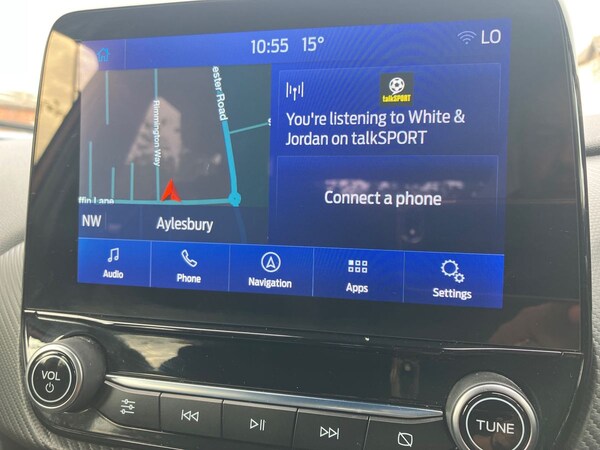 10:55 15° LO
ester Road
Rimmington Way
ffin Lane
NW Aylesbury
talkSPORT
You're listening to White &
Jordan on talkSPORT
Connect a phone
Audio Phone Navigation Apps Settings
VOL
TUNE